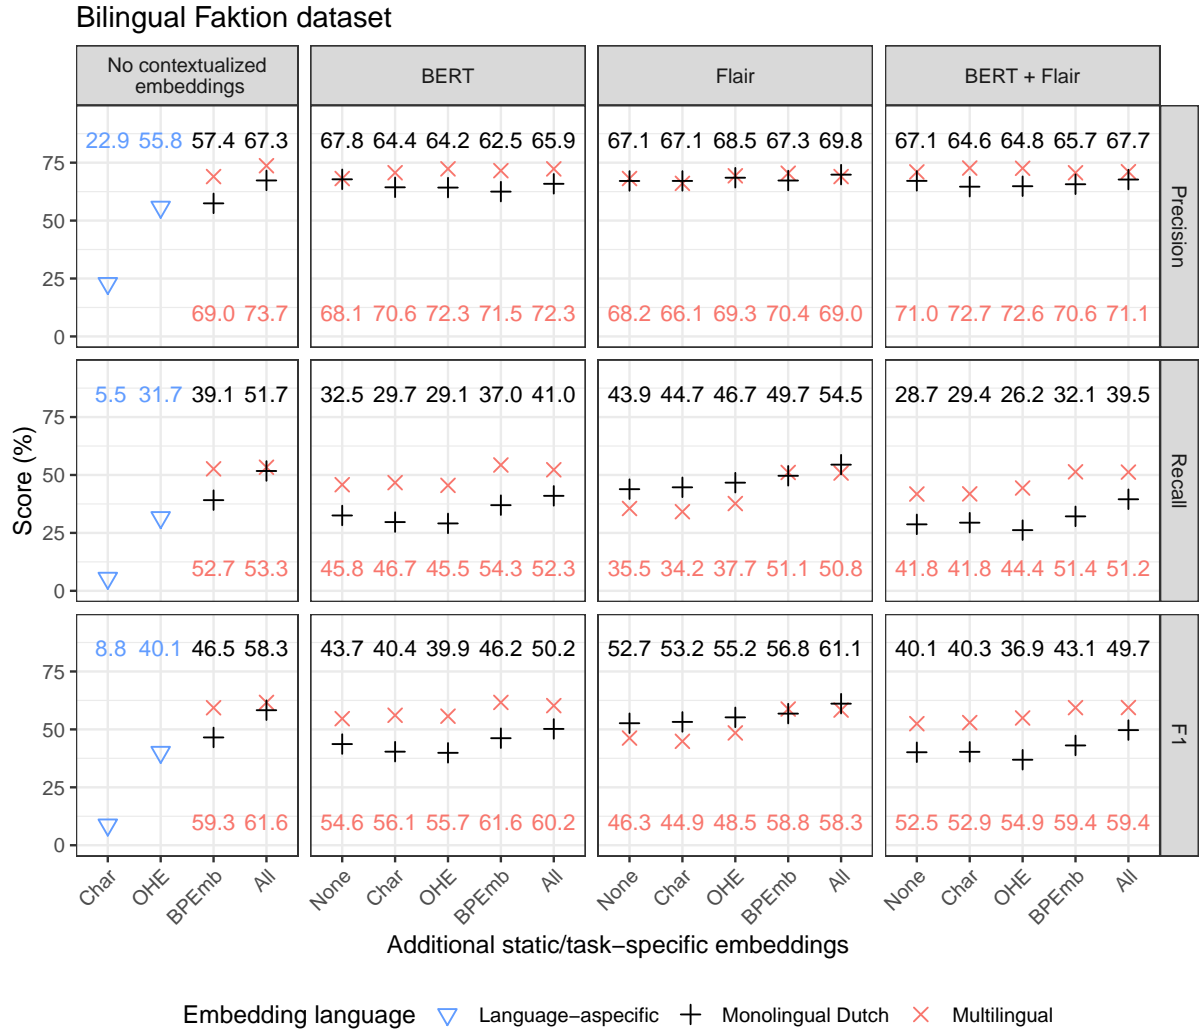 Bilingual Faktion dataset
No contextualized
embeddings
BERT
Flair
BERT + Flair
22.9 55.8 57.4 67.3 67.8 64.4 64.2 62.5 65.9 67.1 67.1 68.5 67.3 69.8 67.1 64.6 64.8 65.7 67.7
75
50
25
0
69.0 73.7 68.1 70.6 72.3 71.5 72.3 68.2 66.1 69.3 70.4 69.0 71.0 72.7 72.6 70.6 71.1
Precision
5.5 31.7 39.1 51.7 32.5 29.7 29.1 37.0 41.0 43.9 44.7 46.7 49.7 54.5 28.7 29.4 26.2 32.1 39.5
75
50
25
0
52.7 53.3 45.8 46.7 45.5 54.3 52.3 35.5 34.2 37.7 51.1 50.8 41.8 41.8 44.4 51.4 51.2
Recall
Score (%)
8.8 40.1 46.5 58.3 43.7 40.4 39.9 46.2 50.2 52.7 53.2 55.2 56.8 61.1 40.1 40.3 36.9 43.1 49.7
75
50
25
0
59.3 61.6 54.6 56.1 55.7 61.6 60.2 46.3 44.9 48.5 58.8 58.3 52.5 52.9 54.9 59.4 59.4
F1
Char OHE BPEmb All None Char OHE BPEmb All None Char OHE BPEmb All None Char OHE BPEmb All
Additional static/task−specific embeddings
Embedding language Language−aspecific Monolingual Dutch Multilingual